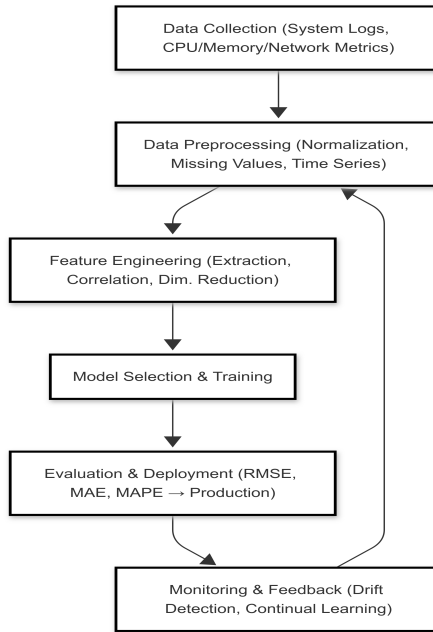 Data Collection (System Logs,
CPU/Memory/Network Metrics)
Data Preprocessing (Normalization,
Missing Values, Time Series)
Feature Engineering (Extraction,
Correlation, Dim. Reduction)
Model Selection & Training
Evaluation & Deployment (RMSE,
MAE, MAPE → Production)
Monitoring & Feedback (Drift
Detection, Continual Learning)